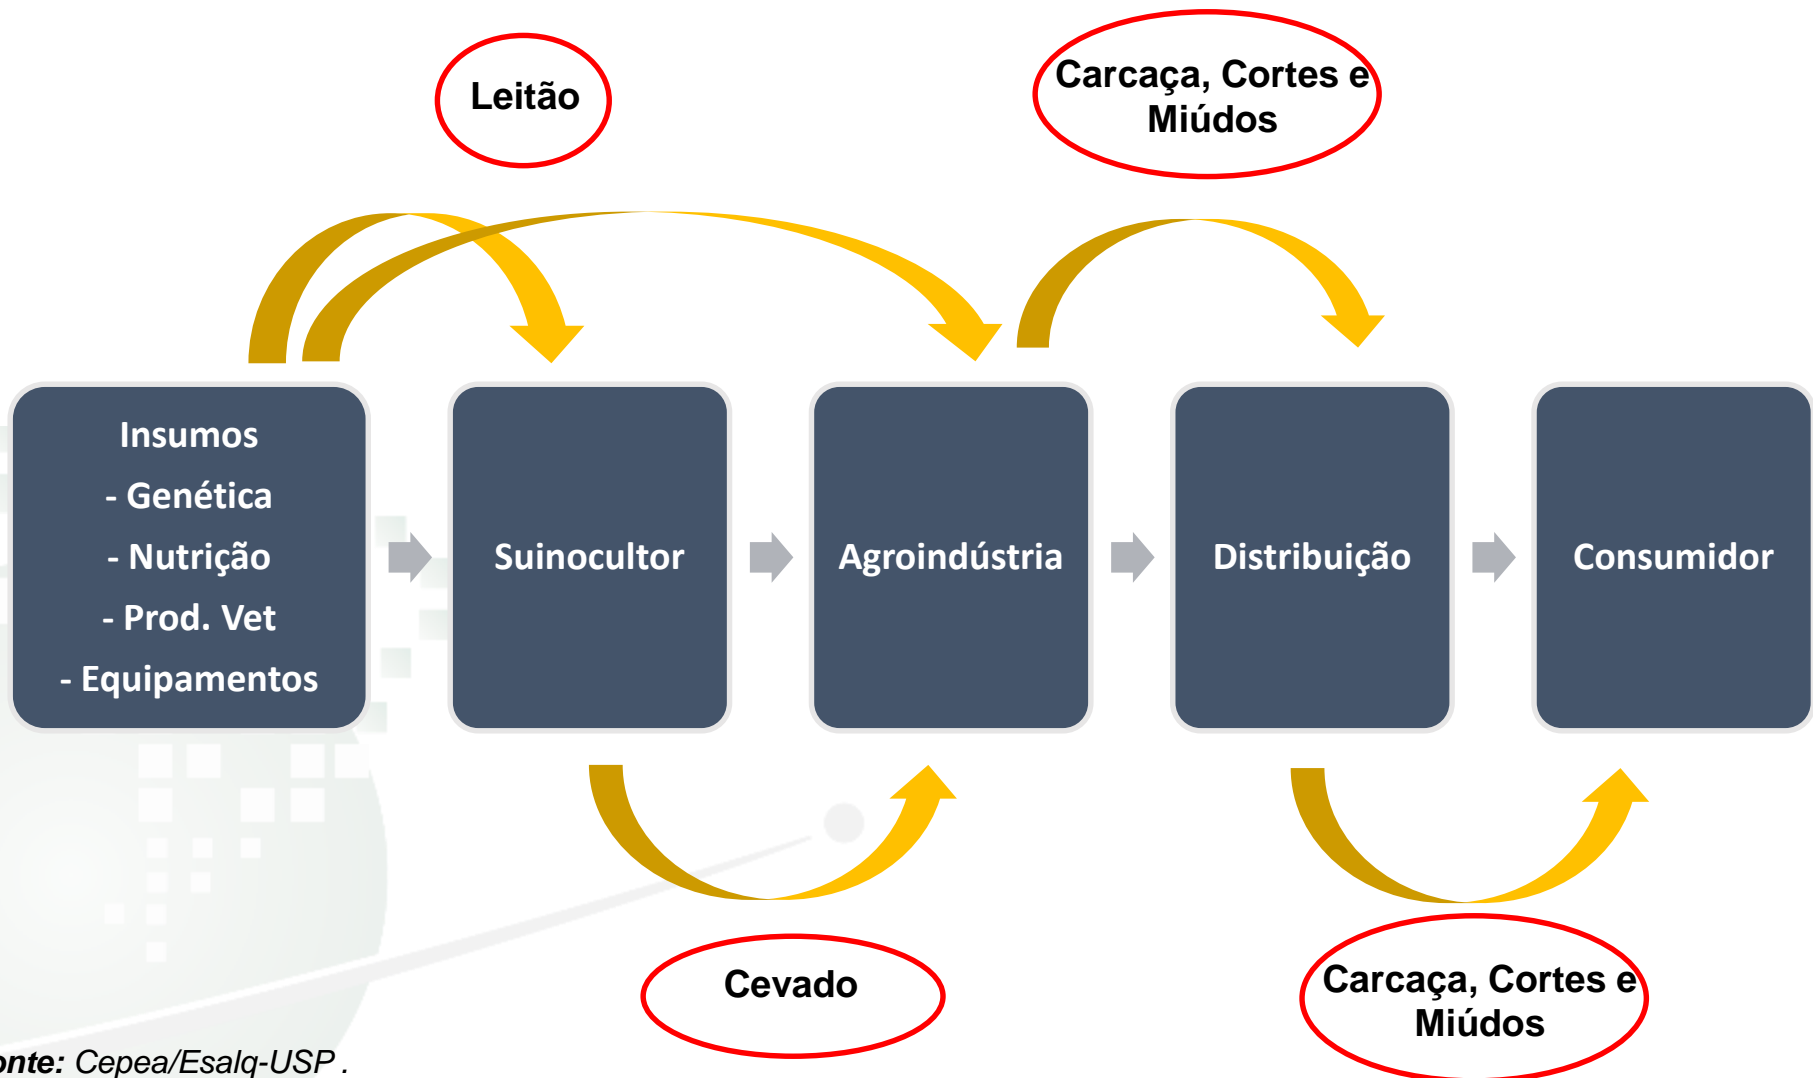 Leitão
Carcaça, Cortes e
Miúdos
Insumos
- Genética
- Nutrição
- Prod. Vet
- Equipamentos
Suinocultor
Agroindústria
Distribuição
Consumidor
Cevado
Carcaça, Cortes e
Miúdos
onte: Cepea/Esalq-USP .